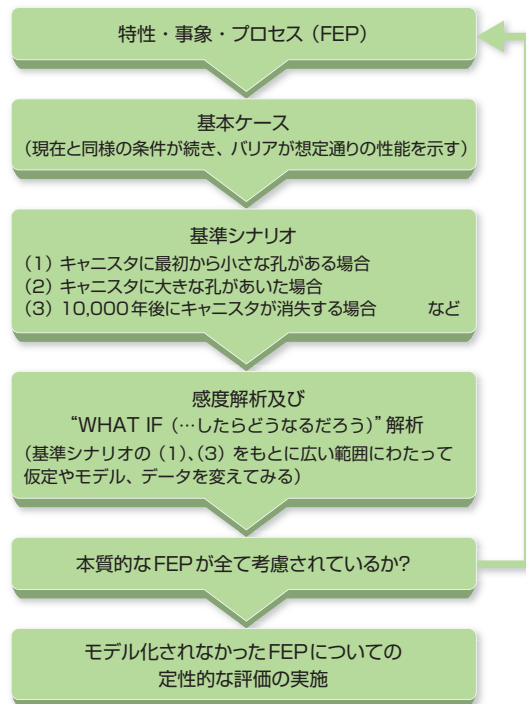 特性・事象・プロセス（FEP）
基本ケース
（現在と同様の条件が続き、バリアが想定通りの性能を示す）
基準シナリオ
（1）キャニスタに最初から小さな孔がある場合
（2）キャニスタに大きな孔があいた場合
（3）10,000年後にキャニスタが消失する場合　　など
感度解析及び
“WHAT IF（…したらどうなるだろう）”解析
（基準シナリオの（1）、（3）をもとに広い範囲にわたって
仮定やモデル、データを変えてみる）
本質的なFEPが全て考慮されているか?
モデル化されなかったFEPについての
定性的な評価の実施